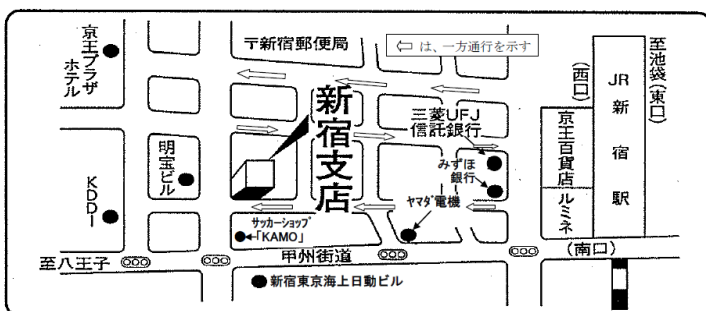 京王プラザ
ホテル
〒新宿郵便局
⇦ は、一方通行を示す
至池袋(東口)
JR新宿駅
(西口)
京王百貨店
ルミネ
新宿支店
三菱UFJ
信託銀行
みずほ
銀行
明宝ビル
KDDI
ヤマダ電機
サッカーショップ
「KAMO」
甲州街道
(南口)
至八王子
新宿東京海上日動ビル